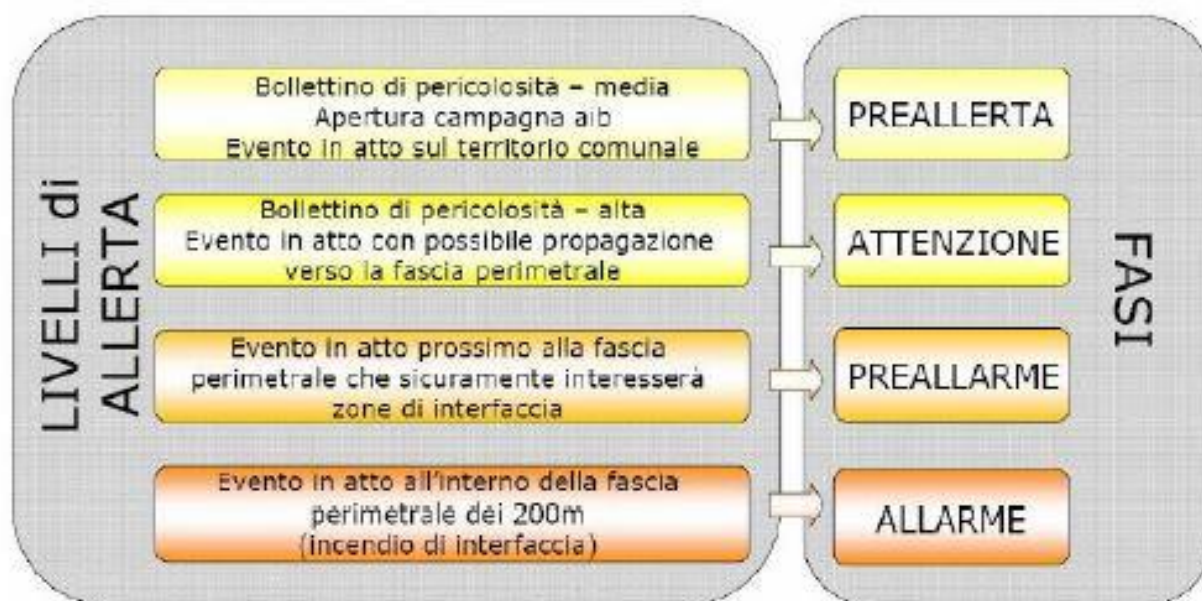 LIVELLI di
ALLERTA
Bollettino di pericolosità – media
Apertura campagna aib
Evento in atto sul territorio comunale
PREALLERTA
Bollettino di pericolosità – alta
Evento in atto con possibile propagazione
verso la fascia perimetrale
ATTENZIONE
Evento in atto prossimo alla fascia
perimetrale che sicuramente interesserà
zone di interfaccia
PREALLARME
Evento in atto all'interno della fascia
perimetrale dei 200m
(incendio di interfaccia)
ALLARME
FASI